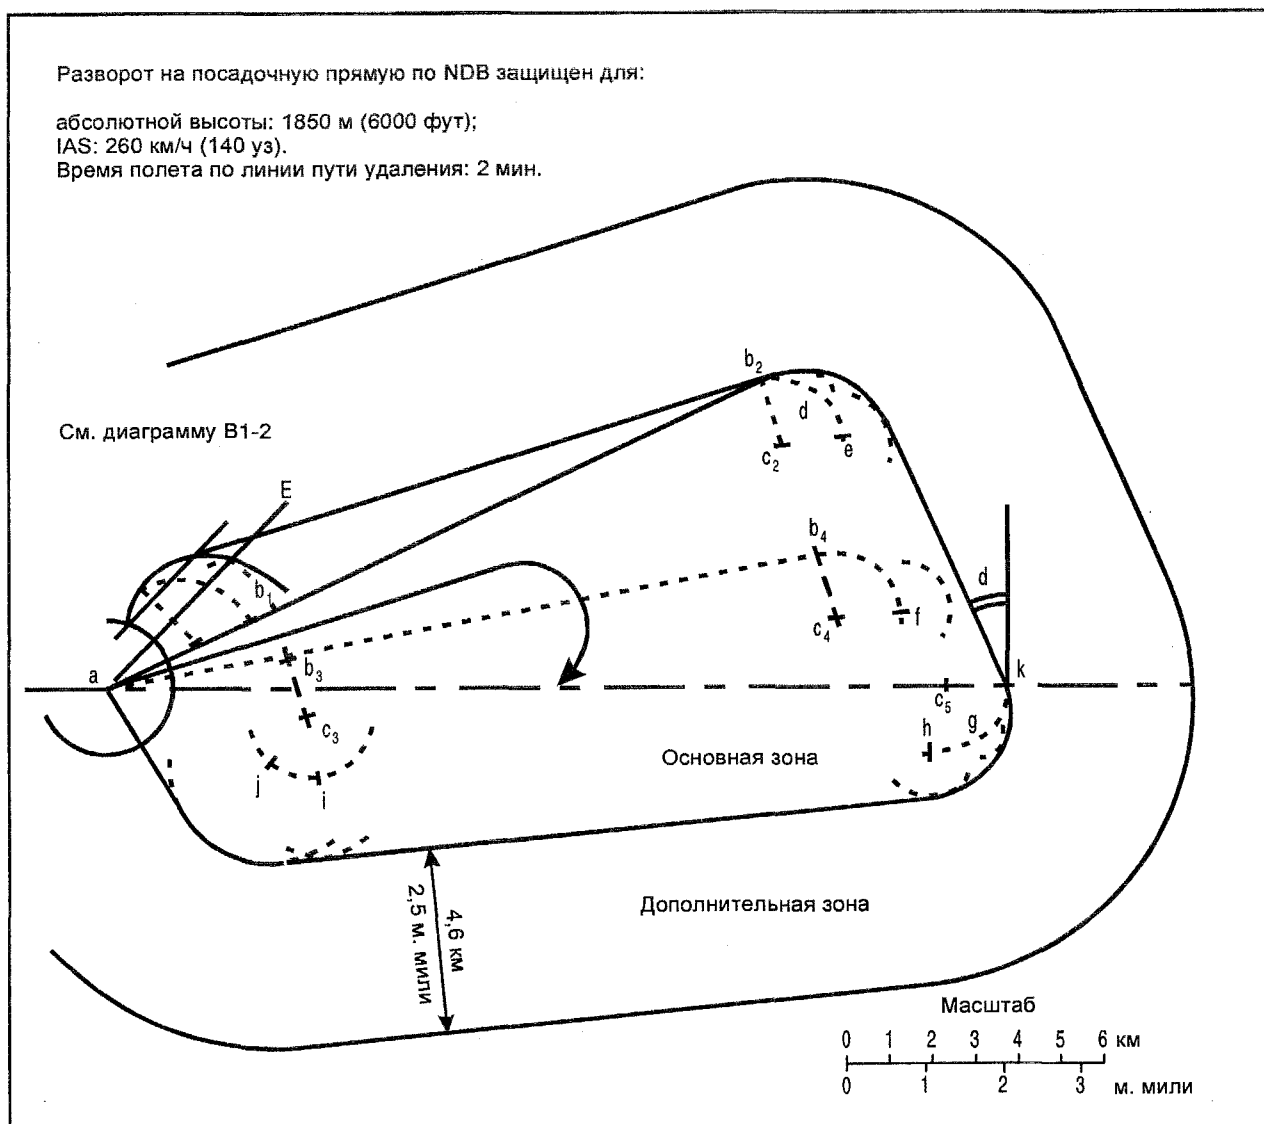 Разворот на посадочную прямую по NDB защищен для:
абсолютной высоты: 1850 м (6000 фут);
IAS: 260 км/ч (140 уз).
Время полета по линии пути удаления: 2 мин.
b2
d
c2
e
См. диаграмму B1-2
E
b4
b1
d
c4
f
a
b3
k
c5
c3
g
h
Основная зона
j
i
Дополнительная зона
4,6 км
2,5 м. мили
Масштаб
0 1 2 3 4 5 6 км
0 1 2 3 м. мили